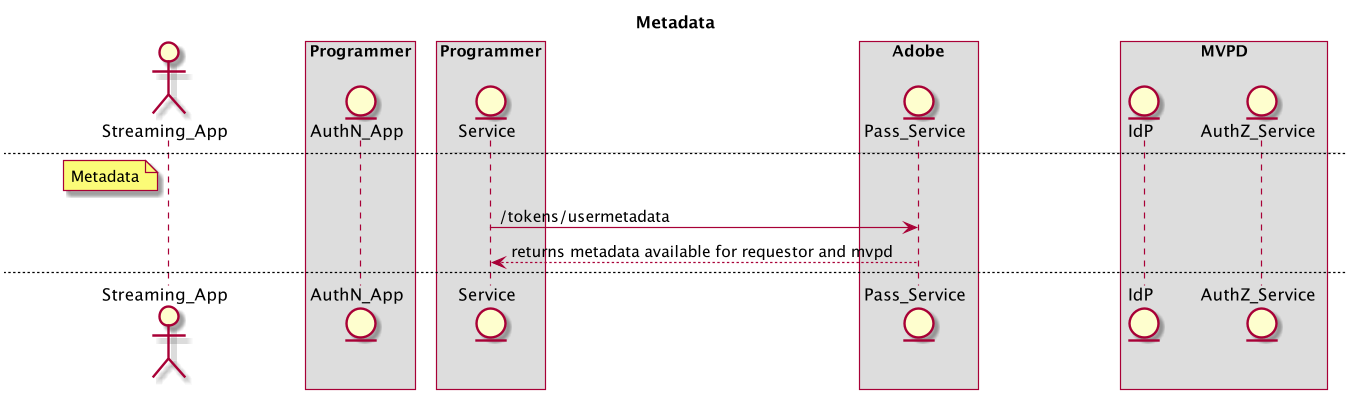 Metadata
Programmer Programmer Adobe MVPD
Streaming_App AuthN_App Service Pass_Service IdP AuthZ_Service
Metadata
/tokens/usermetadata
returns metadata available for requestor and mvpd
Streaming_App AuthN_App Service Pass_Service IdP AuthZ_Service